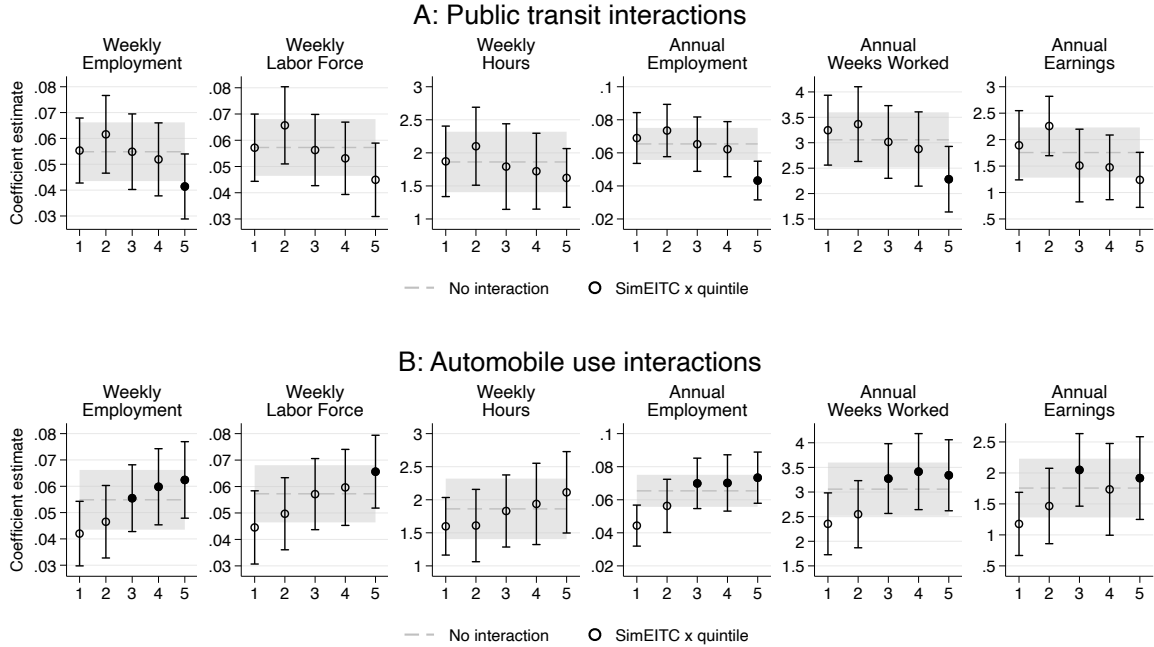 A: Public transit interactions
Weekly
Employment
Weekly
Labor Force
Weekly
Hours
Annual
Employment
Annual
Weeks Worked
Annual
Earnings
Coefficient estimate
.08
.07
.06
.05
.04
.03
1 2 3 4 5
.08
.07
.06
.05
.04
.03
1 2 3 4 5
3
2.5
2
1.5
1
1 2 3 4 5
.1
.08
.06
.04
.02
1 2 3 4 5
4
3.5
3
2.5
2
1.5
1 2 3 4 5
3
2.5
2
1.5
1
.5
1 2 3 4 5
No interaction SimEITC x quintile
B: Automobile use interactions
Weekly
Employment
Weekly
Labor Force
Weekly
Hours
Annual
Employment
Annual
Weeks Worked
Annual
Earnings
Coefficient estimate
.08
.07
.06
.05
.04
.03
1 2 3 4 5
.08
.07
.06
.05
.04
.03
1 2 3 4 5
3
2.5
2
1.5
1
1 2 3 4 5
.1
.08
.06
.04
.02
1 2 3 4 5
4
3.5
3
2.5
2
1.5
1 2 3 4 5
2.5
2
1.5
1
.5
1 2 3 4 5
No interaction SimEITC x quintile